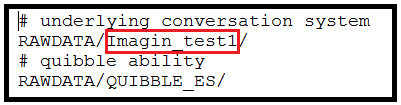 # underlying conversation system
RAWDATA/Imagin_test1/
# quibble ability
RAWDATA/QUIBBLE_ES/